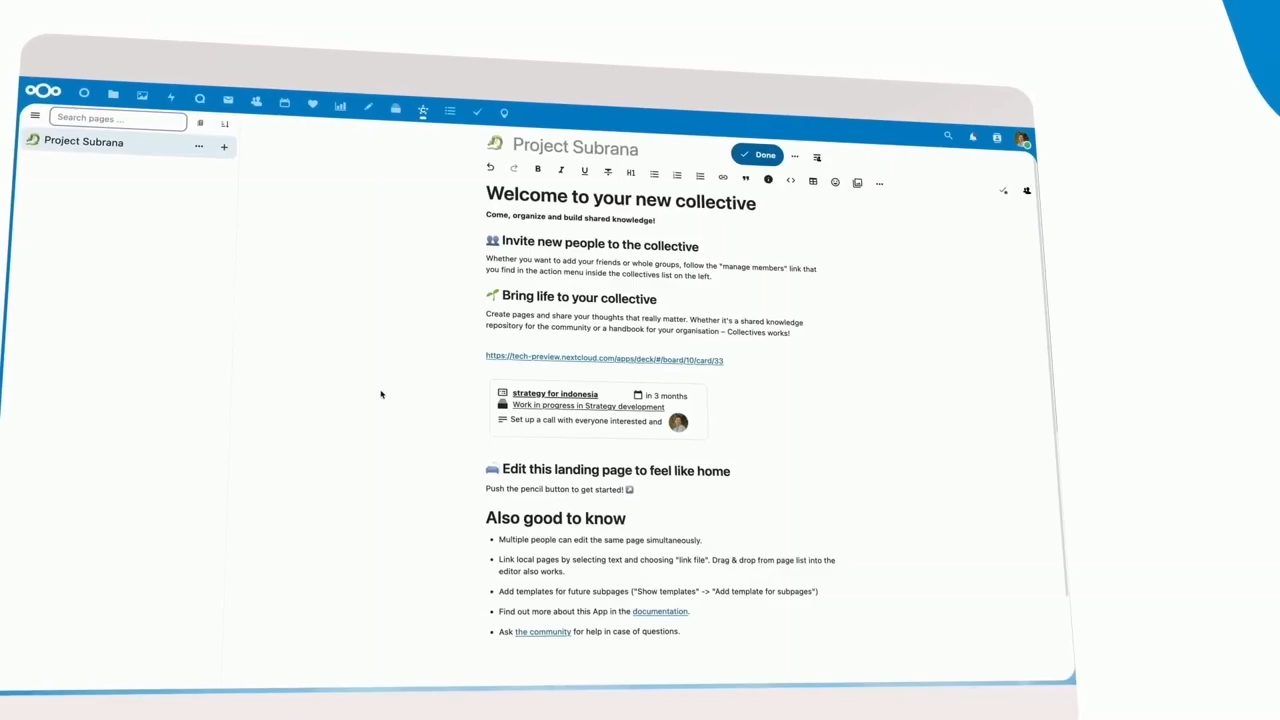 Search pages ...
Project Subrana
Project Subrana
Done
B I U H1
Welcome to your new collective
Come, organize and build shared knowledge!
Invite new people to the collective
Whether you want to add your friends or whole groups, follow the "manage members" link that
you find in the action menu inside the collectives list on the left.
Bring life to your collective
Create pages and share your thoughts that really matter. Whether it's a shared knowledge
repository for the community or a handbook for your organisation – Collectives works!
https://tech-preview.nextcloud.com/apps/deck/#/board/10/card/33
strategy for indonesia in 3 months
Work in progress in Strategy development
Set up a call with everyone interested and
Edit this landing page to feel like home
Push the pencil button to get started!
Also good to know
• Multiple people can edit the same page simultaneously.
• Link local pages by selecting text and choosing "link file". Drag & drop from page list into the
editor also works.
• Add templates for future subpages ("Show templates" -> "Add template for subpages")
• Find out more about this App in the documentation.
• Ask the community for help in case of questions.